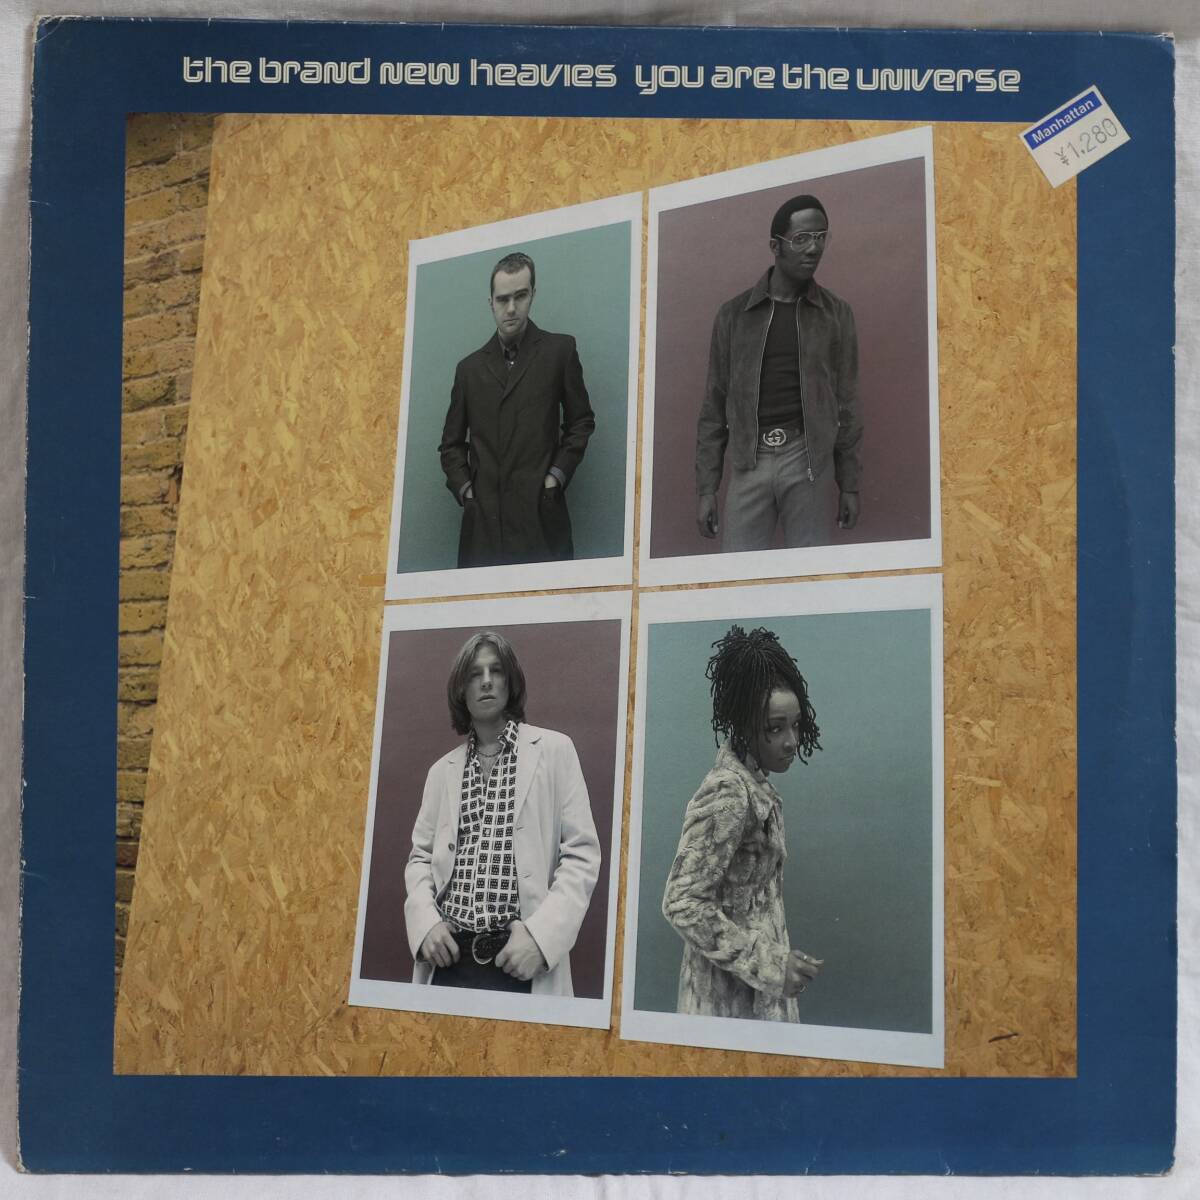 the brand new heavies you are the universe
Manhattan
¥1,280